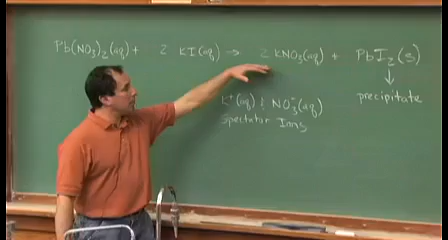 Pb(NO₃)₂(aq) + 2 KI(aq) → 2 KNO₃(aq) + PbI₂(s)
↓
K⁺(aq) & NO₃⁻(aq) precipitate
Spectator Ions